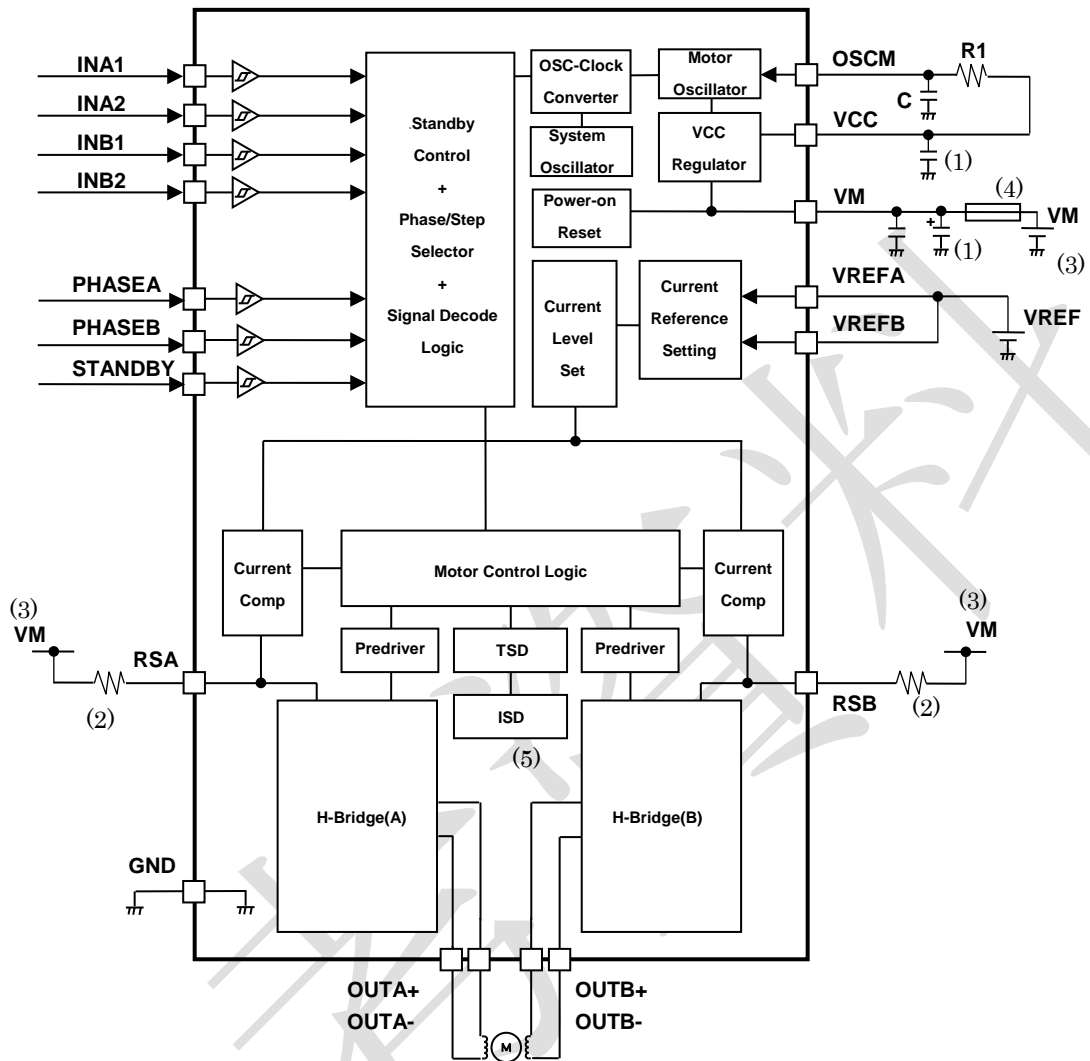 INA1
INA2
INB1
INB2
PHASEA
PHASEB
STANDBY
.Standby
Control
+
Phase/Step
Selector
+
Signal Decode
Logic
OSC-Clock
Converter
Motor
Oscillator
System
Oscillator
VCC
Regulator
Power-on
Reset
Current
Level
Set
Current
Reference
Setting
OSCM
R1
C
VCC
(1)
(4)
VM
VM
(1)
(3)
VREFA
VREFB
VREF
Current
Comp
Motor Control Logic
Current
Comp
(3)
VM
RSA
(2)
Predriver
TSD
Predriver
ISD
(5)
(3)
VM
RSB
(2)
H-Bridge(A)
H-Bridge(B)
GND
OUTA+
OUTA-
OUTB+
OUTB-
M